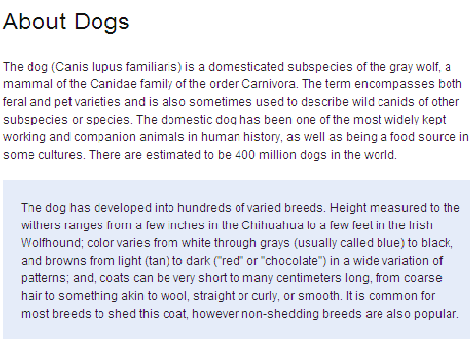 About Dogs
The dog (Canis lupus familiaris) is a domesticated subspecies of the gray wolf, a
mammal of the Canidae family of the order Carnivora. The term encompasses both
feral and pet varieties and is also sometimes used to describe wild canids of other
subspecies or species. The domestic dog has been one of the most widely kept
working and companion animals in human history, as well as being a food source in
some cultures. There are estimated to be 400 million dogs in the world.
The dog has developed into hundreds of varied breeds. Height measured to the
withers ranges from a few inches in the Chihuahua to a few feet in the Irish
Wolfhound; color varies from white through grays (usually called blue) to black,
and browns from light (tan) to dark ("red" or "chocolate") in a wide variation of
patterns; and, coats can be very short to many centimeters long, from coarse
hair to something akin to wool, straight or curly, or smooth. It is common for
most breeds to shed this coat, however non-shedding breeds are also popular.